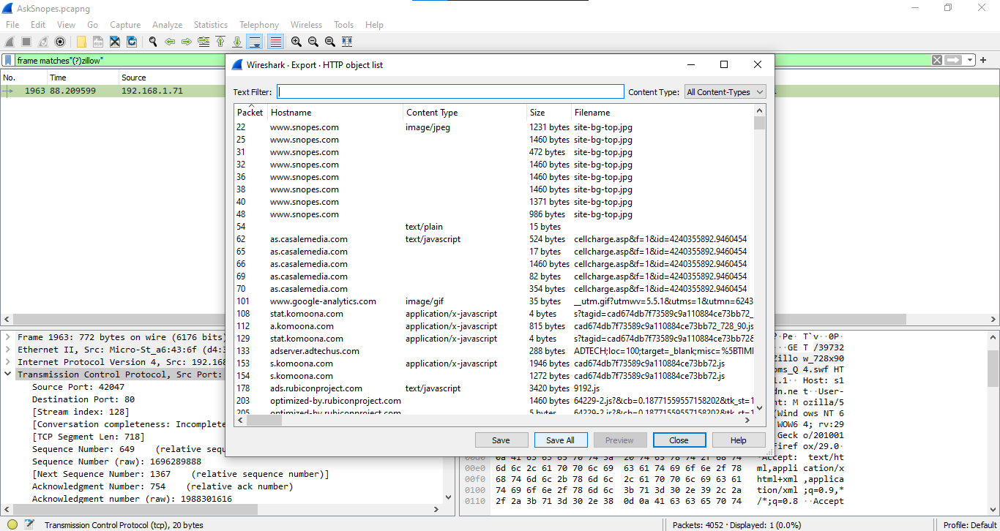 AskSnopes.pcapng
File Edit View Go Capture Analyze Statistics Telephony Wireless Tools Help
frame matches"(?)zillow"
No. Time Source
1963 88.209599 192.168.1.71
Wireshark · Export · HTTP object list
Text Filter: Content Type: All Content-Types
Packet Hostname Content Type Size Filename
22 www.snopes.com image/jpeg 1231 bytes site-bg-top.jpg
25 www.snopes.com 1460 bytes site-bg-top.jpg
31 www.snopes.com 472 bytes site-bg-top.jpg
32 www.snopes.com 1460 bytes site-bg-top.jpg
36 www.snopes.com 1460 bytes site-bg-top.jpg
38 www.snopes.com 1460 bytes site-bg-top.jpg
40 www.snopes.com 1371 bytes site-bg-top.jpg
48 www.snopes.com 986 bytes site-bg-top.jpg
54 text/plain 15 bytes
62 as.casalemedia.com text/javascript 524 bytes cellcharge.asp&f=1&id=4240355892.9460454
65 as.casalemedia.com 17 bytes cellcharge.asp&f=1&id=4240355892.9460454
66 as.casalemedia.com 1460 bytes cellcharge.asp&f=1&id=4240355892.9460454
69 as.casalemedia.com 82 bytes cellcharge.asp&f=1&id=4240355892.9460454
70 as.casalemedia.com 354 bytes cellcharge.asp&f=1&id=4240355892.9460454
101 www.google-analytics.com image/gif 35 bytes __utm.gif?utmwv=5.5.1&utms=1&utmn=6243
108 stat.komoona.com application/x-javascript 4 bytes s?tagid=cad674db7f73589c9a110884ce73bb72_
112 a.komoona.com application/x-javascript 815 bytes cad674db7f73589c9a110884ce73bb72_728_90.js
129 stat.komoona.com application/x-javascript 4 bytes s?tagid=cad674db7f73589c9a110884ce73bb72&
133 adserver.adtechus.com 288 bytes ADTECH;loc=100;target=_blank;misc=%5BTIME
153 s.komoona.com application/x-javascript 1946 bytes cad674db7f73589c9a110884ce73bb72.js
154 s.komoona.com 1272 bytes cad674db7f73589c9a110884ce73bb72.js
178 ads.rubiconproject.com text/javascript 3420 bytes 9192.js
203 optimized-by.rubiconproject.com 1460 bytes 64229-2.js?&cb=0.1877155955715820​2&tk_st=1
205 optimized-by.rubiconproject.com 5 bytes 64229-2.js?&cb=0.18771559557158202&tk_st=1
Save Save All Preview Close Help
Frame 1963: 772 bytes on wire (6176 bits)
Ethernet II, Src: Micro-St_a6:43:6f (d4:3
Internet Protocol Version 4, Src: 192.168
Transmission Control Protocol, Src Port:
Source Port: 42047
Destination Port: 80
[Stream index: 128]
[Conversation completeness: Incomplete
[TCP Segment Len: 718]
Sequence Number: 649 (relative sequ
Sequence Number (raw): 1696289888
[Next Sequence Number: 1367 (relative sequence number)]
Acknowledgment Number: 754 (relative ack number)
Acknowledgment number (raw): 1988301616
P·Pe T`v··0P·
····GE T /39732
Zillo w_728x90
oms_Q 4.swf HT
1.1·· Host: s1
dn.ne t··User-
nt: M ozilla/5
(Wind ows NT 6
WOW6 4; rv:29
Geck o/201001
iref ox/29.0·
00d0 0a 41 63 63 65 70 74 3a 20 74 65 78 74 2f 68 74 ·Accept: text/ht
00e0 6d 6c 2c 61 70 70 6c 69 63 61 74 69 6f 6e 2f 78 ml,appli cation/x
00f0 68 74 6d 6c 2b 78 6d 6c 2c 61 70 70 6c 69 63 61 html+xml ,applica
0100 74 69 6f 6e 2f 78 6d 6c 3b 71 3d 30 2e 39 2c 2a tion/xml ;q=0.9,*
0110 2f 2a 3b 71 3d 30 2e 38 0d 0a 41 63 63 65 70 74 /*;q=0.8 ··Accept
Transmission Control Protocol (tcp), 20 bytes Packets: 4052 · Displayed: 1 (0.0%) Profile: Default